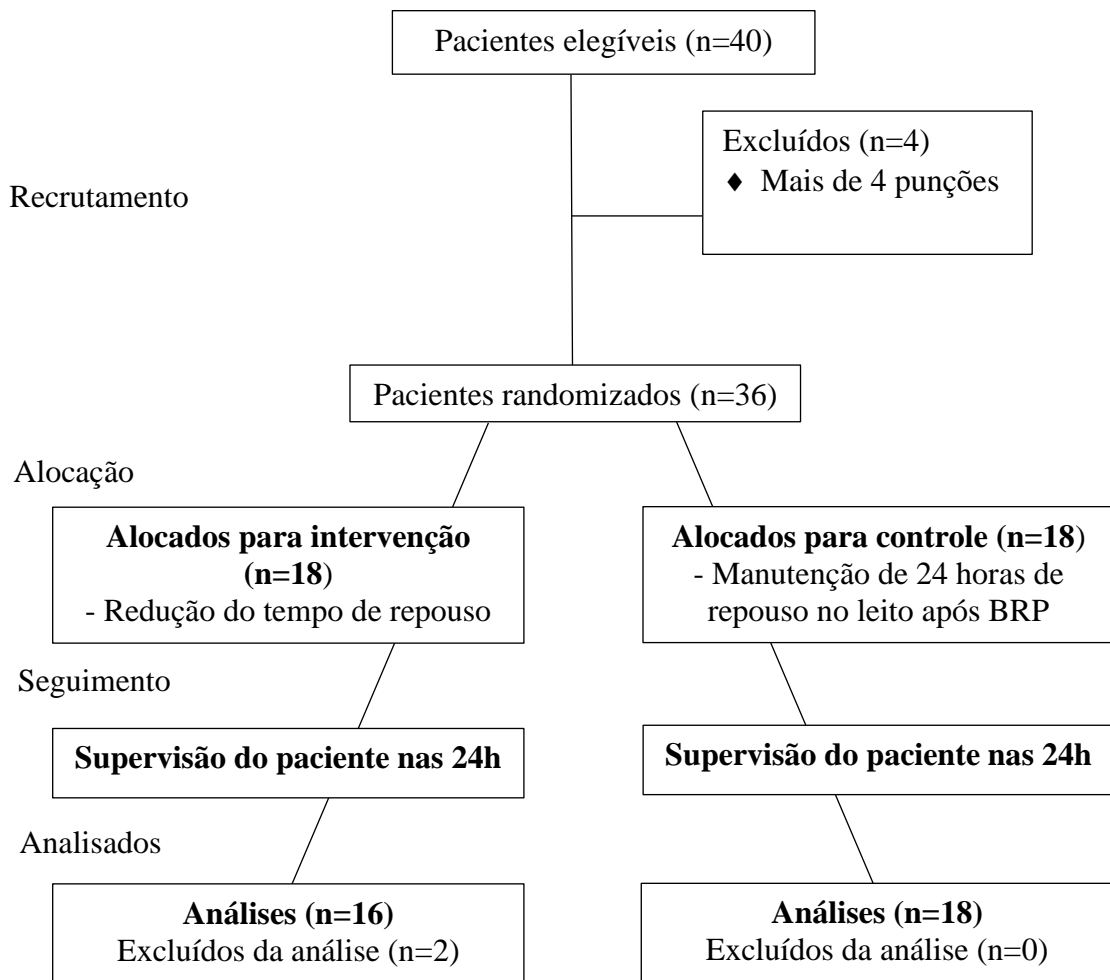 Pacientes elegíveis (n=40)
Excluídos (n=4)
♦ Mais de 4 punções
Recrutamento
Pacientes randomizados (n=36)
Alocação
Alocados para intervenção
(n=18)
- Redução do tempo de repouso
Alocados para controle (n=18)
- Manutenção de 24 horas de
repouso no leito após BRP
Seguimento
Supervisão do paciente nas 24h
Supervisão do paciente nas 24h
Analisados
Análises (n=16)
Excluídos da análise (n=2)
Análises (n=18)
Excluídos da análise (n=0)